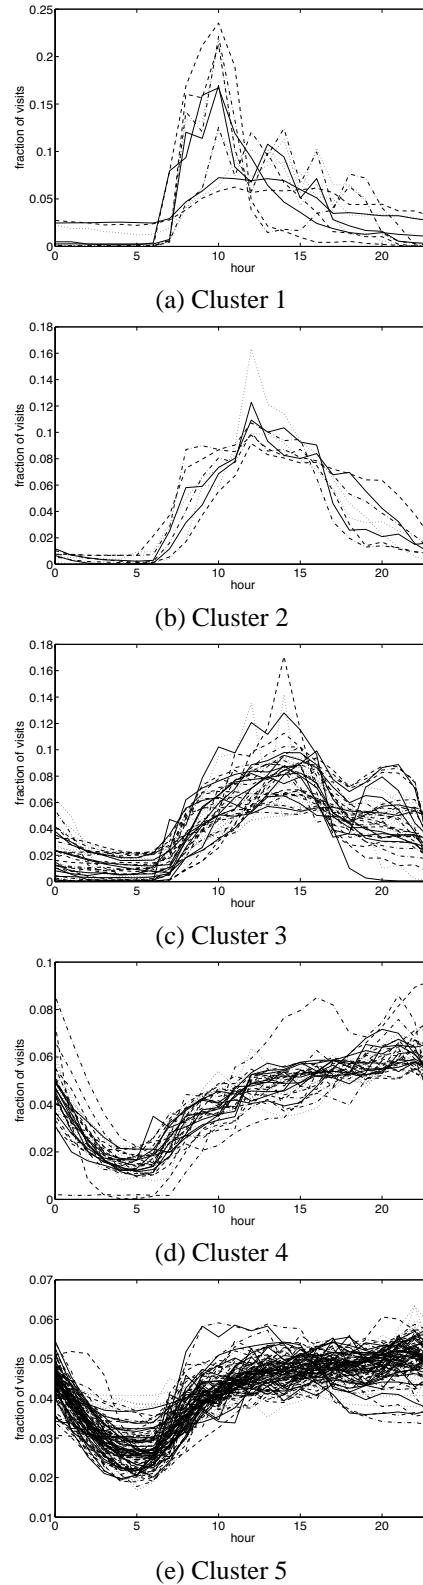 0.25
0.2
0.15
0.1
0.05
0
fraction of visits
0 5 10 15 20
hour
(a) Cluster 1
0.18
0.16
0.14
0.12
0.1
0.08
0.06
0.04
0.02
0
fraction of visits
0 5 10 15 20
hour
(b) Cluster 2
0.18
0.16
0.14
0.12
0.1
0.08
0.06
0.04
0.02
0
fraction of visits
0 5 10 15 20
hour
(c) Cluster 3
0.1
0.08
0.06
0.04
0.02
0
fraction of visits
0 5 10 15 20
hour
(d) Cluster 4
0.07
0.06
0.05
0.04
0.03
0.02
0.01
fraction of visits
0 5 10 15 20
hour
(e) Cluster 5